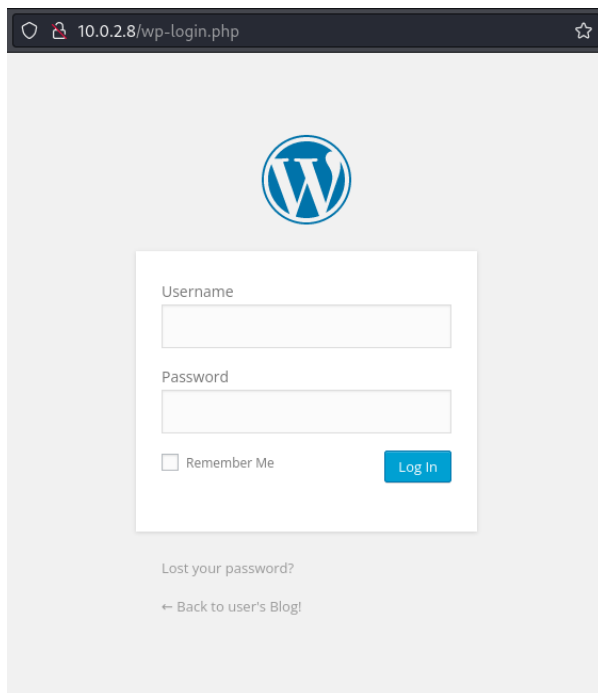 10.0.2.8/wp-login.php
Username
Password
Remember Me
Log In
Lost your password?
← Back to user's Blog!